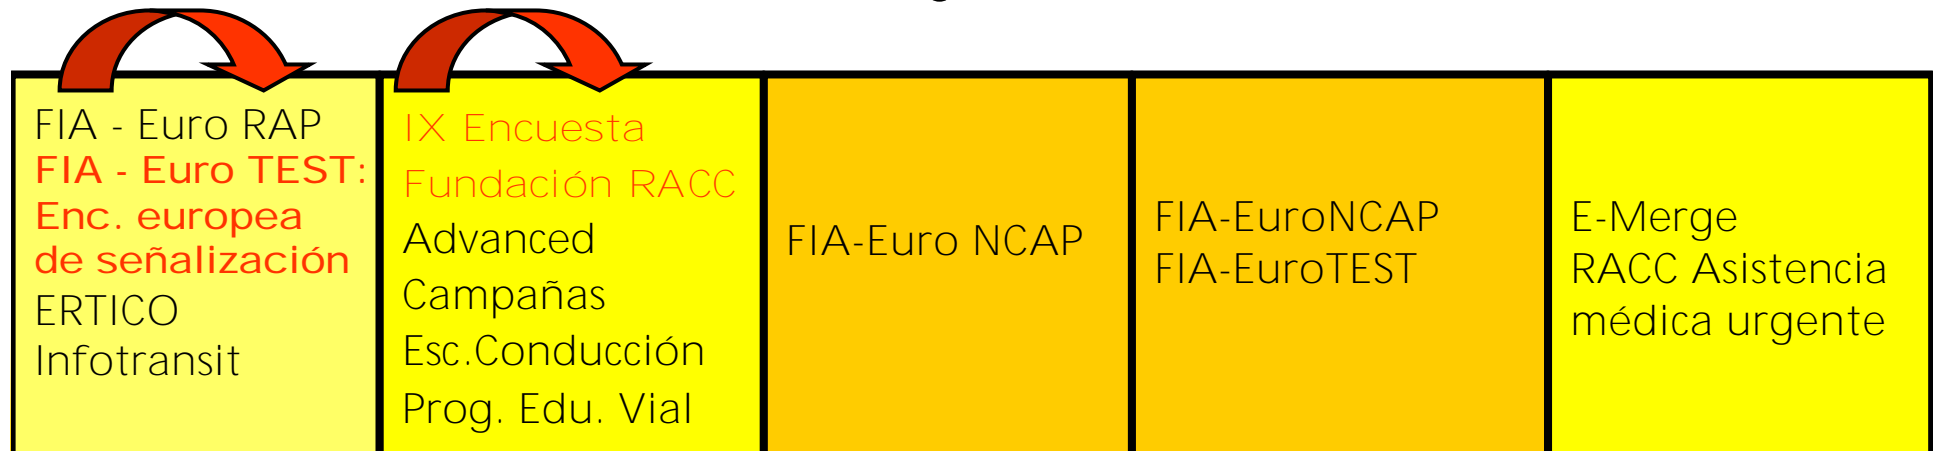 FIA - Euro RAP
FIA - Euro TEST:
Enc. europea
de señalización
ERTICO
Infotransit
IX Encuesta
Fundación RACC
Advanced
Campañas
Esc.Conducción
Prog. Edu. Vial
FIA-Euro NCAP
FIA-EuroNCAP
FIA-EuroTEST
E-Merge
RACC Asistencia
médica urgente